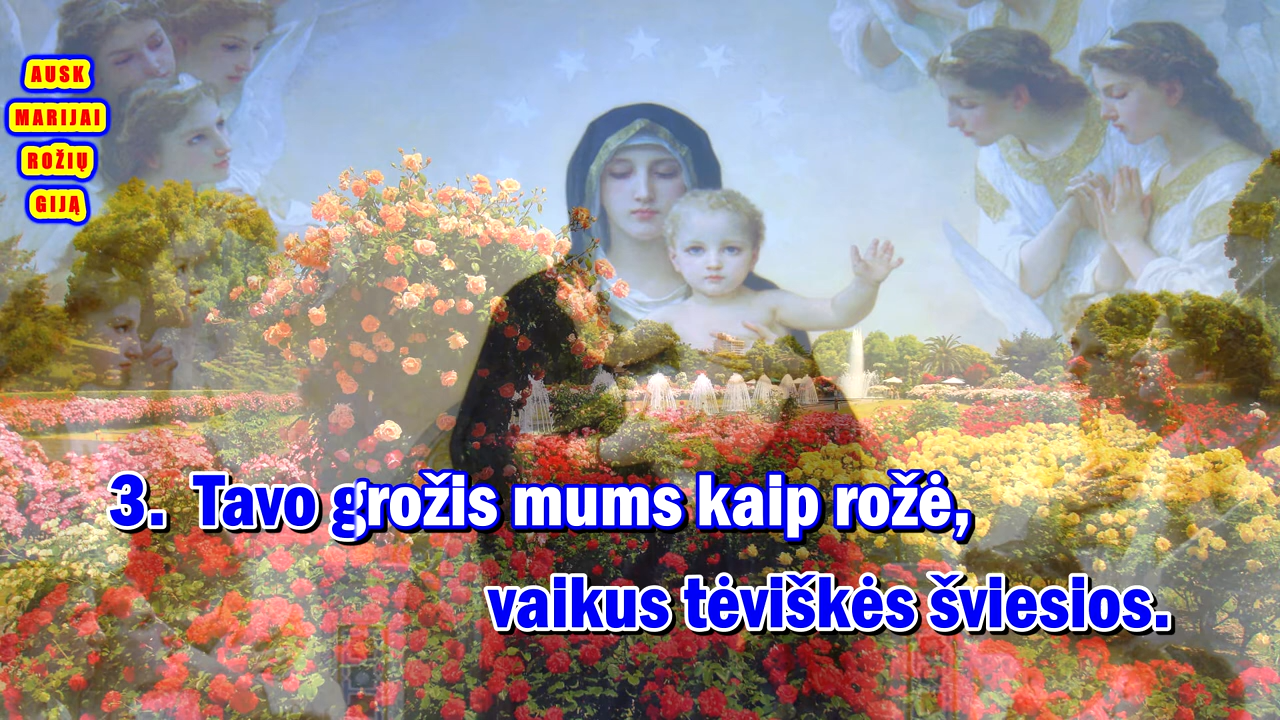 AUSK
MARIJAI
ROŽIŲ
GIJĄ
3. Tavo grožis mums kaip rožė,
vaikus tėviškės šviesios.